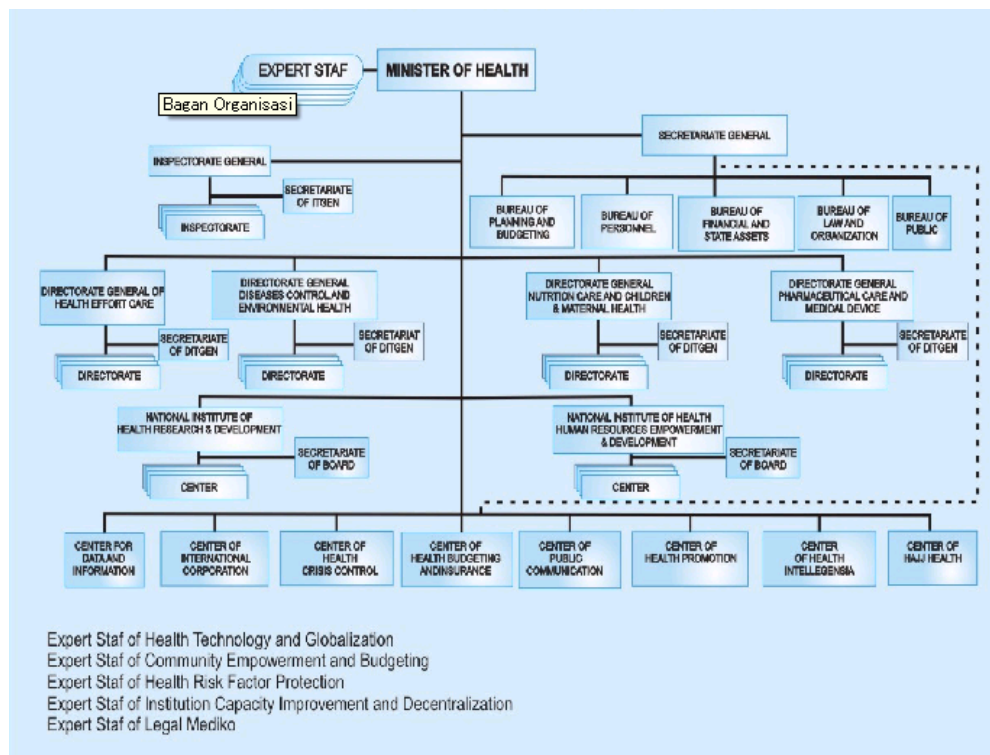 EXPERT STAF
MINISTER OF HEALTH
Bagan Organisasi
SECRETARIATE GENERAL
INSPECTORATE GENERAL
SECRETARIATE
OF ITGEN
INSPECTORATE
BUREAU OF
PLANNING AND
BUDGETING
BUREAU OF
PERSONNEL
BUREAU OF
FINANCIAL AND
STATE ASSETS
BUREAU OF
LAW AND
ORGANIZATION
BUREAU OF
PUBLIC
DIRECTORATE GENERAL OF
HEALTH EFFORT CARE
SECRETARIATE
OF DITGEN
DIRECTORATE
DIRECTORATE GENERAL
DISEASES CONTROL AND
ENVIRONMENTAL HEALTH
SECRETARIAT
OF DITGEN
DIRECTORATE
DIRECTORATE GENERAL
NUTRITION CARE AND CHILDREN
& MATERNAL HEALTH
SECRETARIATE
OF DITGEN
DIRECTORATE
DIRECTORATE GENERAL
PHARMACEUTICAL CARE AND
MEDICAL DEVICE
SECRETARIATE
OF DITGEN
DIRECTORATE
NATIONAL INSTITUTE OF
HEALTH RESEARCH & DEVELOPMENT
SECRETARIATE
OF BOARD
CENTER
NATIONAL INSTITUTE OF HEALTH
HUMAN RESOURCES EMPOWERMENT
& DEVELOPMENT
SECRETARIATE
OF BOARD
CENTER
CENTER FOR
DATA AND
INFORMATION
CENTER OF
INTERNATIONAL
CORPORATION
CENTER OF
HEALTH
CRISIS CONTROL
CENTER OF
HEALTH BUDGETING
ANDINSURANCE
CENTER OF
PUBLIC
COMMUNICATION
CENTER OF
HEALTH PROMOTION
CENTER
OF HEALTH
INTELLEGENSIA
CENTER OF
HAJJ HEALTH
Expert Staf of Health Technology and Globalization
Expert Staf of Community Empowerment and Budgeting
Expert Staf of Health Risk Factor Protection
Expert Staf of Institution Capacity Improvement and Decentralization
Expert Staf of Legal Mediko